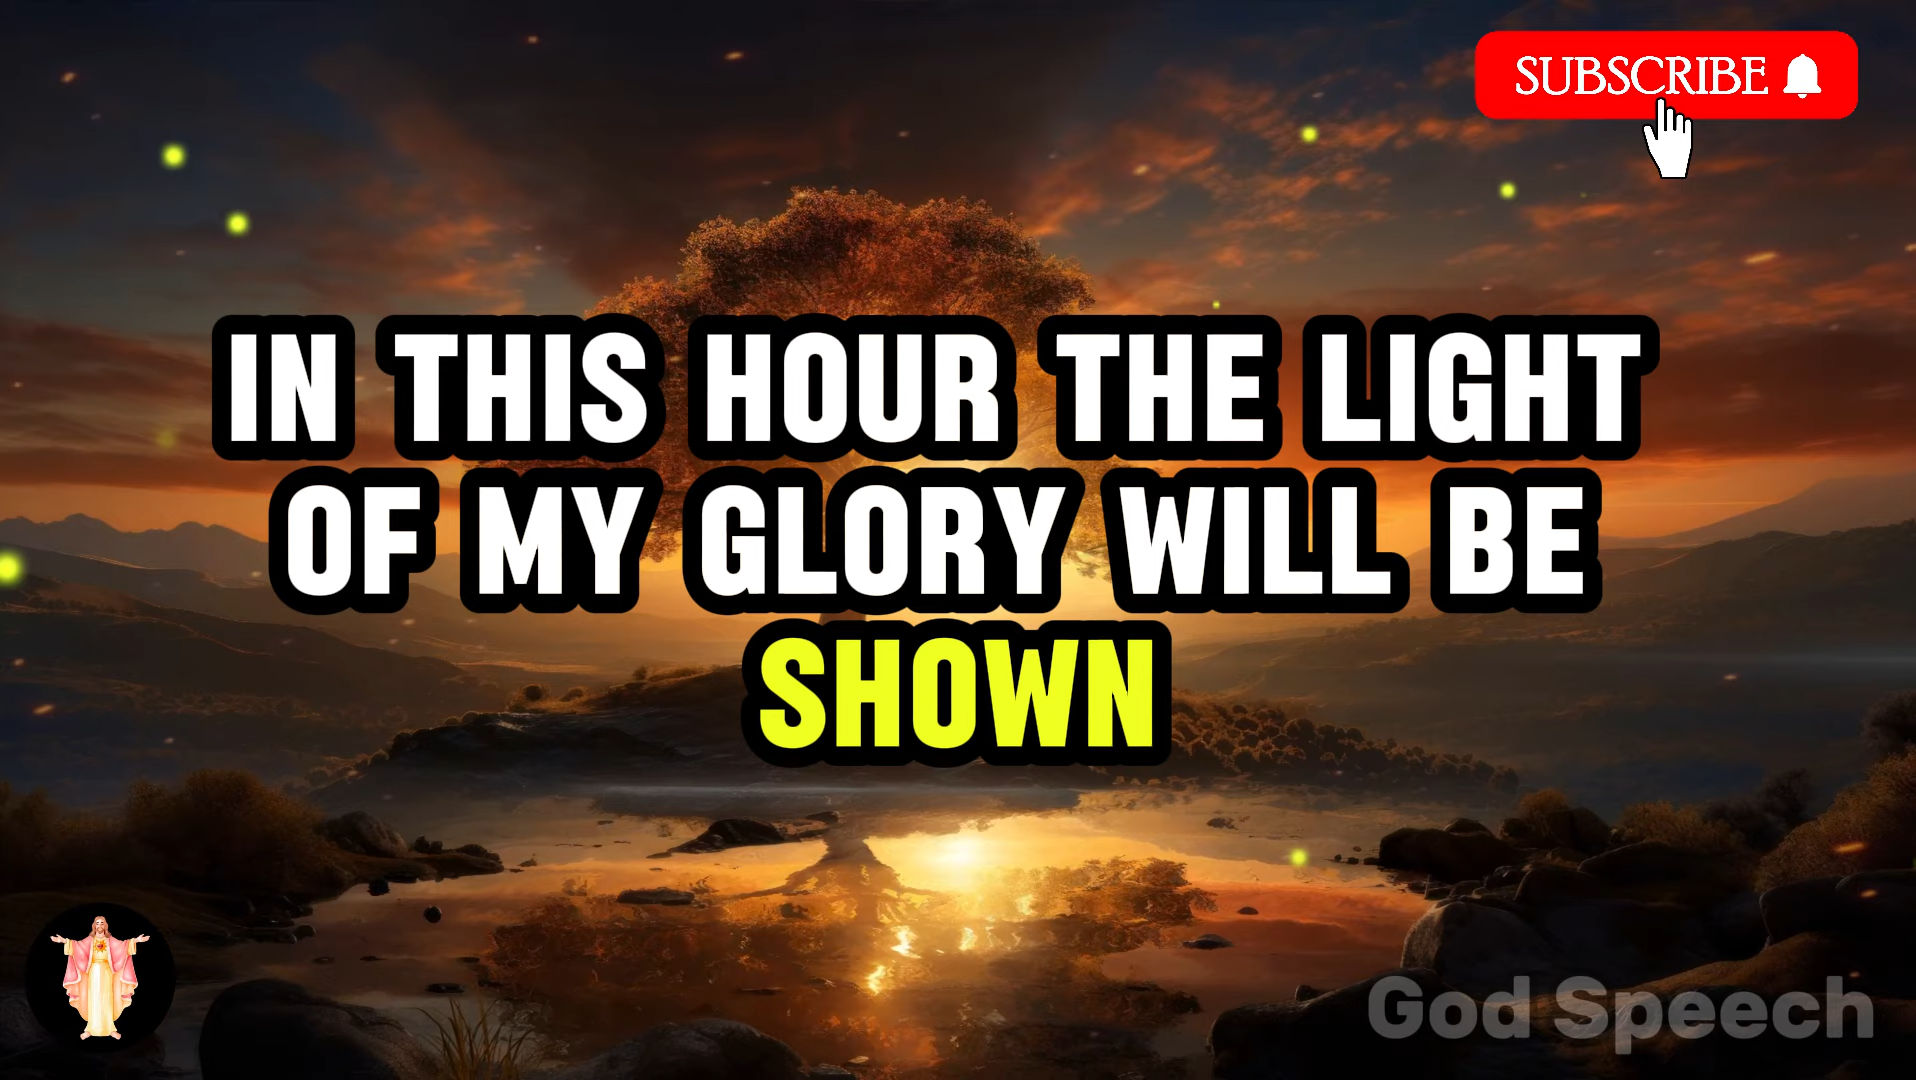 SUBSCRIBE
IN THIS HOUR THE LIGHT
OF MY GLORY WILL BE
SHOWN
God Speech